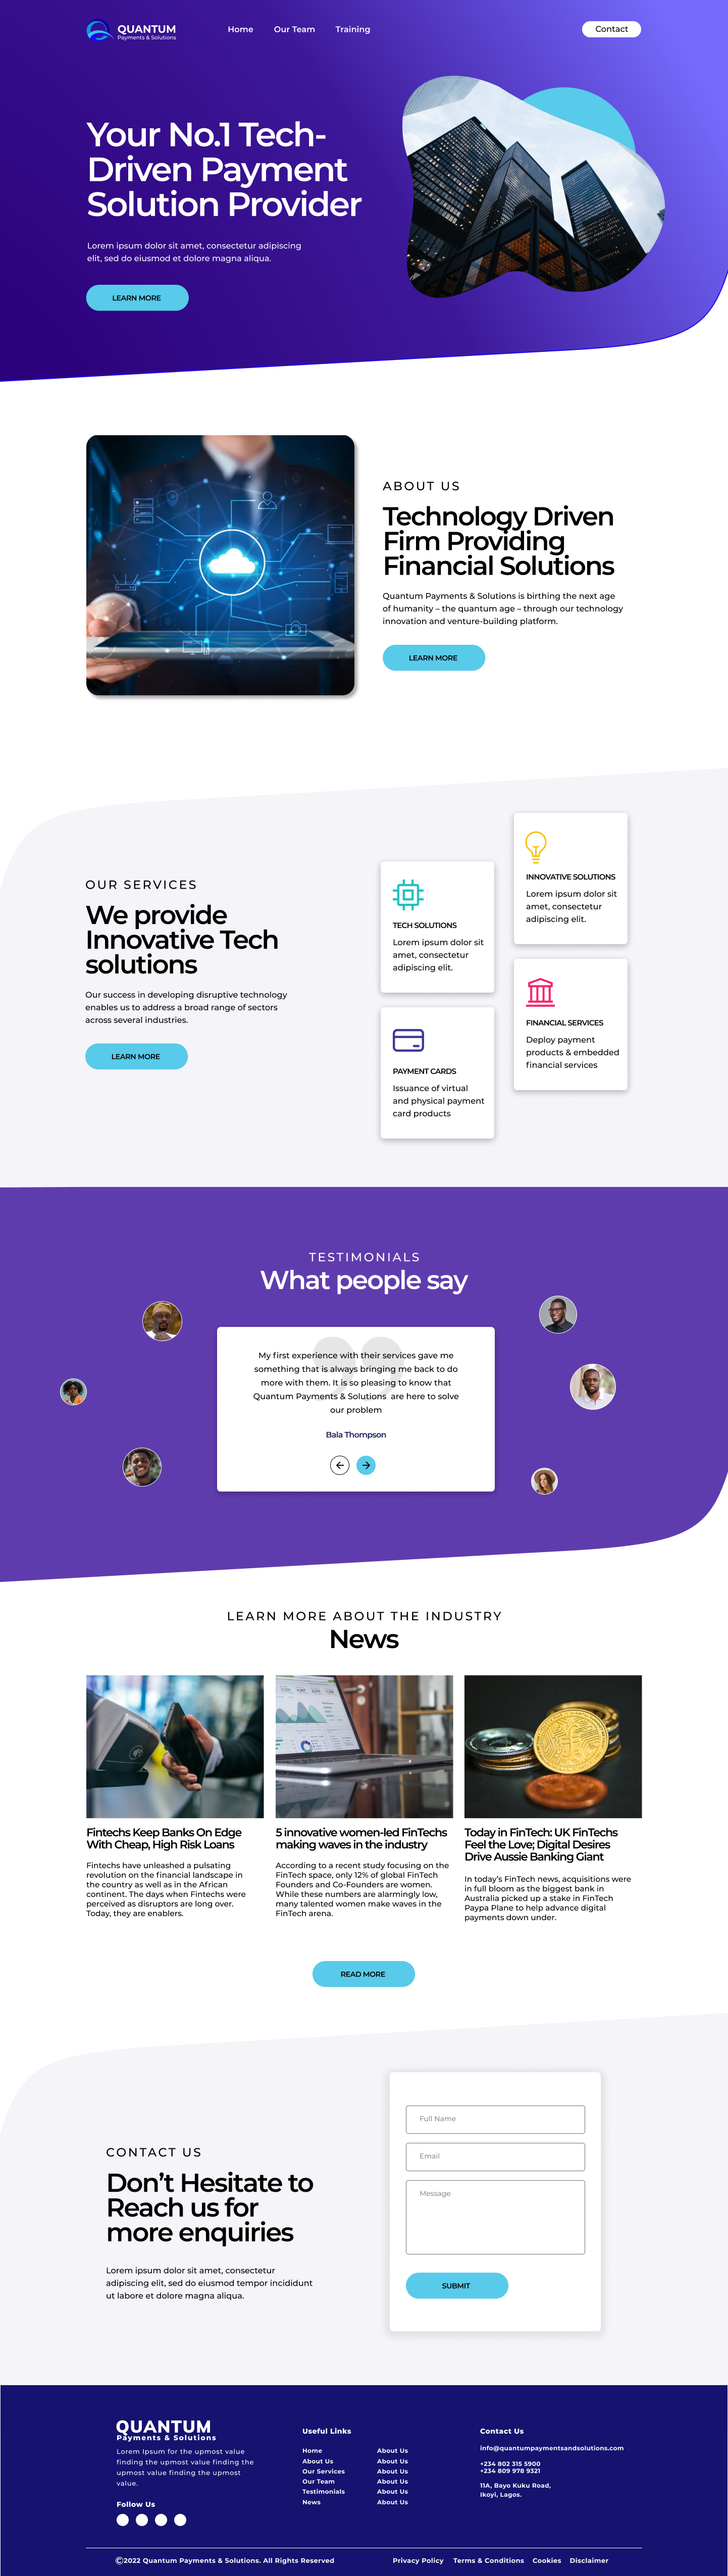 QUANTUM
Payments & Solutions
Home
Our Team
Training
Contact
Your No.1 Tech-
Driven Payment
Solution Provider
Lorem ipsum dolor sit amet, consectetur adipiscing
elit, sed do eiusmod et dolore magna aliqua.
LEARN MORE
ABOUT US
Technology Driven
Firm Providing
Financial Solutions
Quantum Payments & Solutions is birthing the next age
of humanity – the quantum age – through our technology
innovation and venture-building platform.
LEARN MORE
OUR SERVICES
We provide
Innovative Tech
solutions
Our success in developing disruptive technology
enables us to address a broad range of sectors
across several industries.
LEARN MORE
TECH SOLUTIONS
Lorem ipsum dolor sit
amet, consectetur
adipiscing elit.
INNOVATIVE SOLUTIONS
Lorem ipsum dolor sit
amet, consectetur
adipiscing elit.
PAYMENT CARDS
Issuance of virtual
and physical payment
card products
FINANCIAL SERVICES
Deploy payment
products & embedded
financial services
TESTIMONIALS
What people say
My first experience with their services gave me
something that is always bringing me back to do
more with them. It is so pleasing to know that
Quantum Payments & Solutions are here to solve
our problem
Bala Thompson
LEARN MORE ABOUT THE INDUSTRY
News
Fintechs Keep Banks On Edge
With Cheap, High Risk Loans
Fintechs have unleashed a pulsating
revolution on the financial landscape in
the country as well as in the African
continent. The days when Fintechs were
perceived as disruptors are long over.
Today, they are enablers.
5 innovative women-led FinTechs
making waves in the industry
According to a recent study focusing on the
FinTech space, only 12% of global FinTech
Founders and Co-Founders are women.
While these numbers are alarmingly low,
many talented women make waves in the
FinTech arena.
Today in FinTech: UK FinTechs
Feel the Love; Digital Desires
Drive Aussie Banking Giant
In today’s FinTech news, acquisitions were
in full bloom as the biggest bank in
Australia picked up a stake in FinTech
Paypa Plane to help advance digital
payments down under.
READ MORE
CONTACT US
Don’t Hesitate to
Reach us for
more enquiries
Lorem ipsum dolor sit amet, consectetur
adipiscing elit, sed do eiusmod tempor incididunt
ut labore et dolore magna aliqua.
Full Name
Email
Message
SUBMIT
QUANTUM
Payments & Solutions
Lorem Ipsum for the upmost value
finding the upmost value finding the
upmost value finding the upmost
value.
Follow Us
Useful Links
Home
About Us
Our Services
Our Team
Testimonials
News
About Us
About Us
About Us
About Us
About Us
About Us
Contact Us
info@quantumpaymentsandsolutions.com
+234 802 315 5900
+234 809 978 9321
11A, Bayo Kuku Road,
Ikoyi, Lagos.
©2022 Quantum Payments & Solutions. All Rights Reserved
Privacy Policy
Terms & Conditions
Cookies
Disclaimer